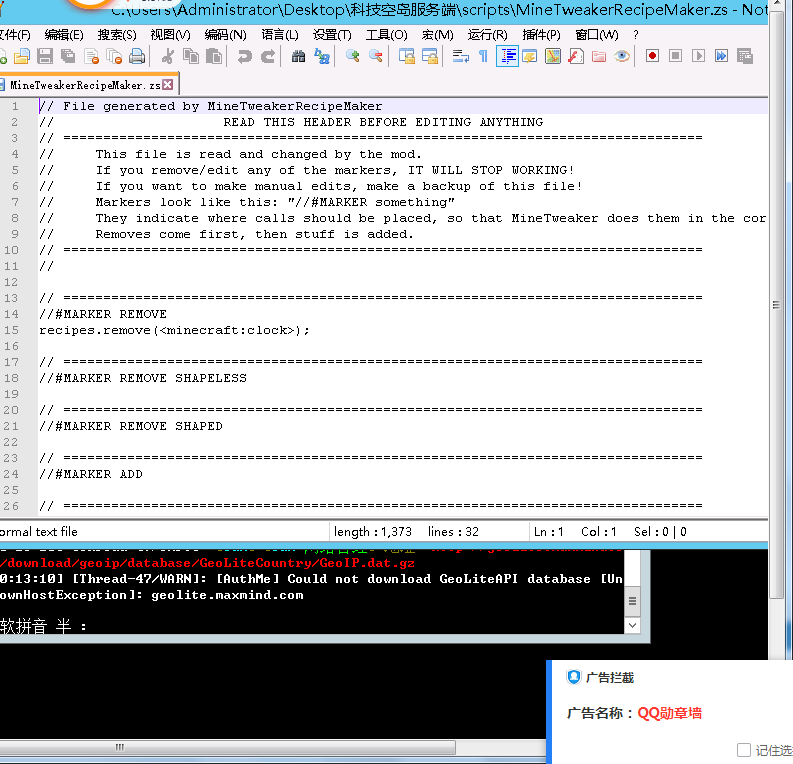 C:\Users\Administrator\Desktop\科技空岛服务端\scripts\MineTweakerRecipeMaker.zs - Not
文件(F) 编辑(E) 搜索(S) 视图(V) 编码(N) 语言(L) 设置(T) 工具(O) 宏(M) 运行(R) 插件(P) 窗口(W) ?
MineTweakerRecipeMaker.zs
1 // File generated by MineTweakerRecipeMaker
2 // READ THIS HEADER BEFORE EDITING ANYTHING
3 // ================================================================================
4 // This file is read and changed by the mod.
5 // If you remove/edit any of the markers, IT WILL STOP WORKING!
6 // If you want to make manual edits, make a backup of this file!
7 // Markers look like this: "//#MARKER something"
8 // They indicate where calls should be placed, so that MineTweaker does them in the cor
9 // Removes come first, then stuff is added.
10 // ================================================================================
11 //
12
13 // ================================================================================
14 //#MARKER REMOVE
15 recipes.remove(<minecraft:clock>);
16
17 // ================================================================================
18 //#MARKER REMOVE SHAPELESS
19
20 // ================================================================================
21 //#MARKER REMOVE SHAPED
22
23 // ================================================================================
24 //#MARKER ADD
25
26 // ================================================================================
ormal text file length : 1,373 lines : 32 Ln : 1 Col : 1 Sel : 0 | 0
/download/geoip/database/GeoLiteCountry/GeoIP.dat.gz
0:13:10] [Thread-47/WARN]: [AuthMe] Could not download GeoLiteAPI database [Un
ownHostException]: geolite.maxmind.com
软拼音 半 :
广告拦截
广告名称：QQ勋章墙
记住选